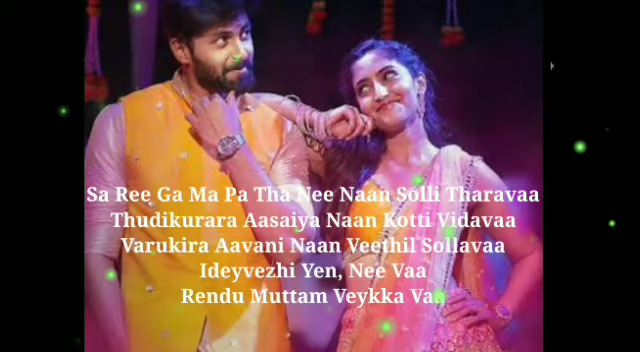 Sa Ree Ga Ma Pa Tha Nee Naan Solli Tharavaa
Thudikurara Aasaiya Naan Kotti Vidavaa
Varukira Aavani Naan Veethil Sollavaa
Ideyvezhi Yen, Nee Vaa
Rendu Muttam Veykka Vaa